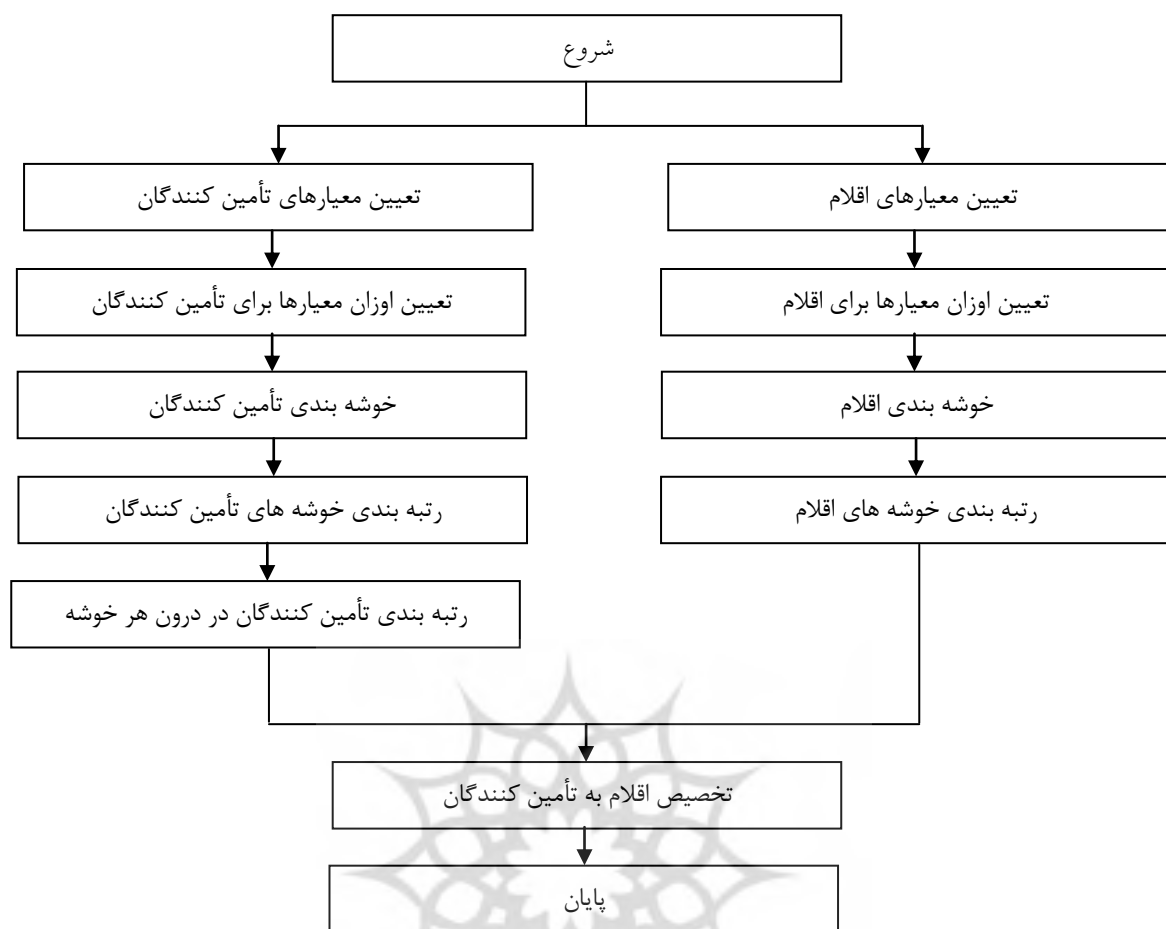 شروع
تعیین معیارهای اقلام
تعیین معیارهای تأمین کنندگان
تعیین اوزان معیارها برای اقلام
تعیین اوزان معیارها برای تأمین کنندگان
خوشه بندی اقلام
خوشه بندی تأمین کنندگان
رتبه بندی خوشه های اقلام
رتبه بندی خوشه های تأمین کنندگان
رتبه بندی تأمین کنندگان در درون هر خوشه
تخصیص اقلام به تأمین کنندگان
پایان